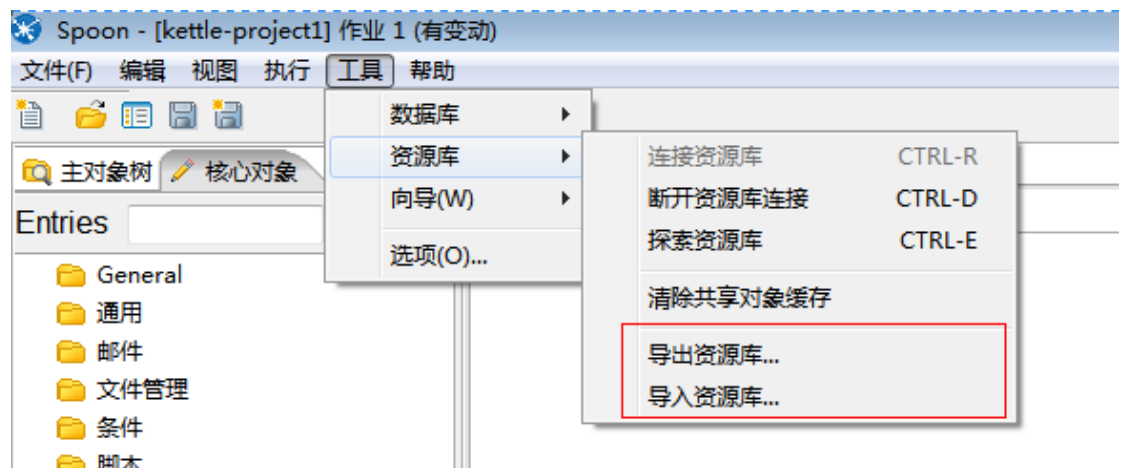 Spoon - [kettle-project1] 作业 1 (有变动)
文件(F) 编辑 视图 执行 工具 帮助
数据库
资源库
向导(W)
选项(O)...
连接资源库 CTRL-R
断开资源库连接 CTRL-D
探索资源库 CTRL-E
清除共享对象缓存
导出资源库...
导入资源库...
主对象树 核心对象
Entries
General
通用
邮件
文件管理
条件
脚本